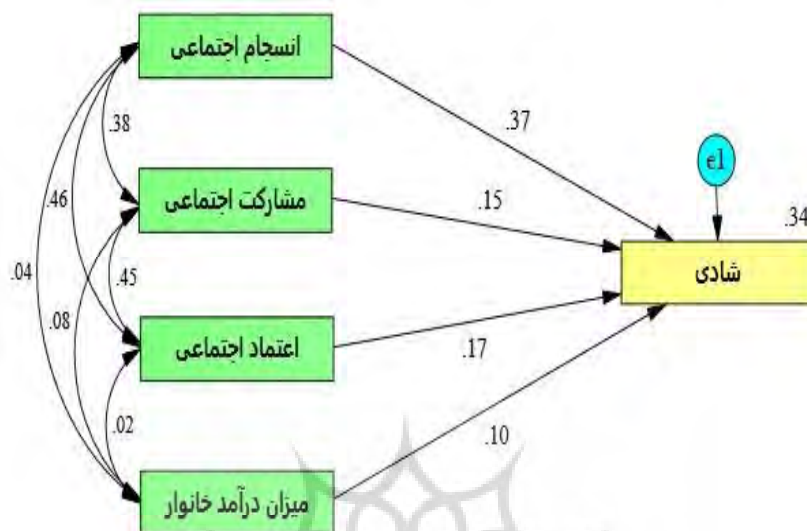 انسجام اجتماعی
.37
.38
e1
.46
مشارکت اجتماعی
.15
.34
شادی
.04
.45
.08
اعتماد اجتماعی
.17
.02
.10
میزان درآمد خانوار